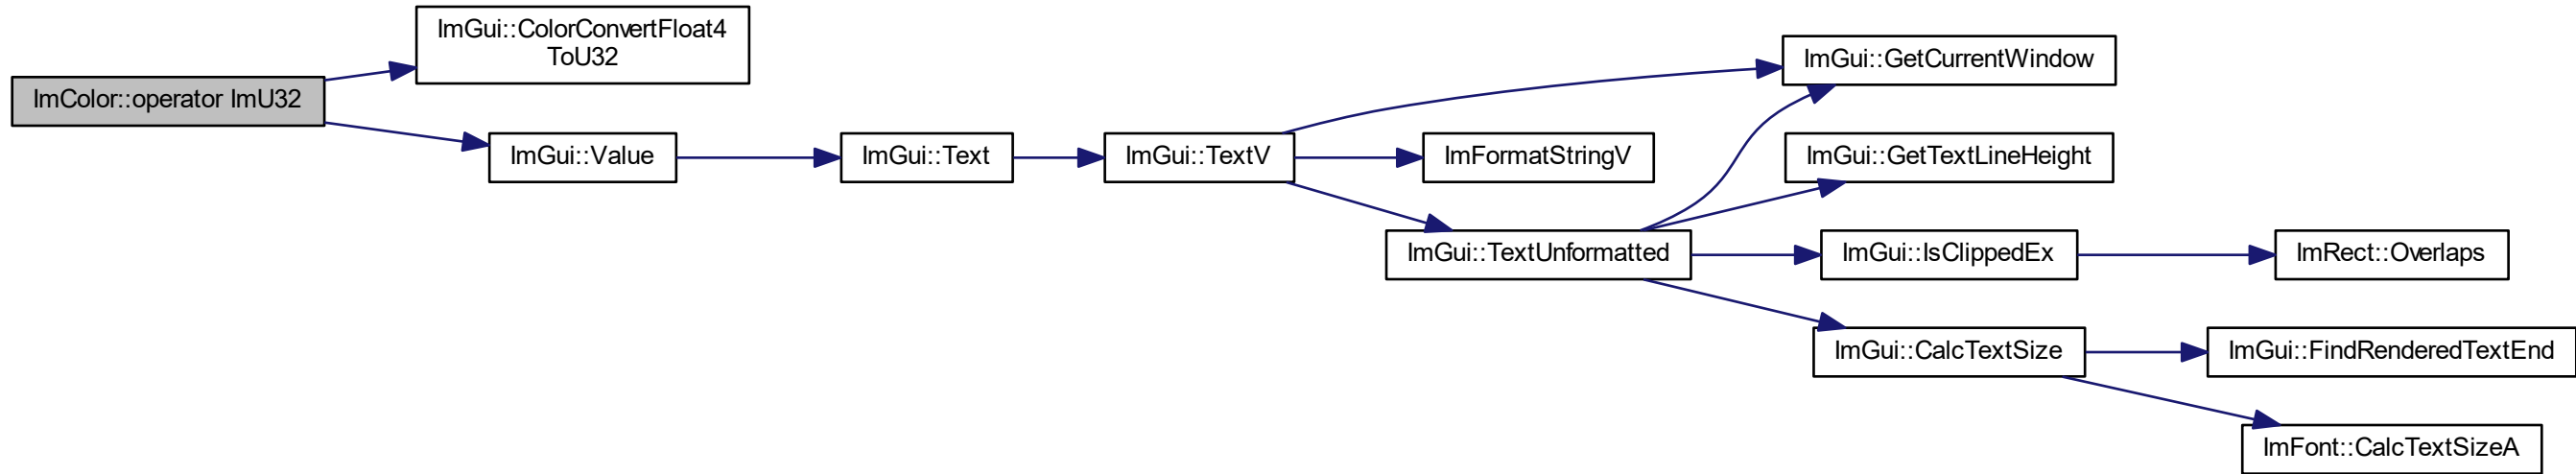 ImColor::operator ImU32
ImGui::ColorConvertFloat4
ToU32
ImGui::Value
ImGui::Text
ImGui::TextV
ImGui::GetCurrentWindow
ImFormatStringV
ImGui::TextUnformatted
ImGui::GetTextLineHeight
ImGui::IsClippedEx
ImRect::Overlaps
ImGui::CalcTextSize
ImGui::FindRenderedTextEnd
ImFont::CalcTextSizeA